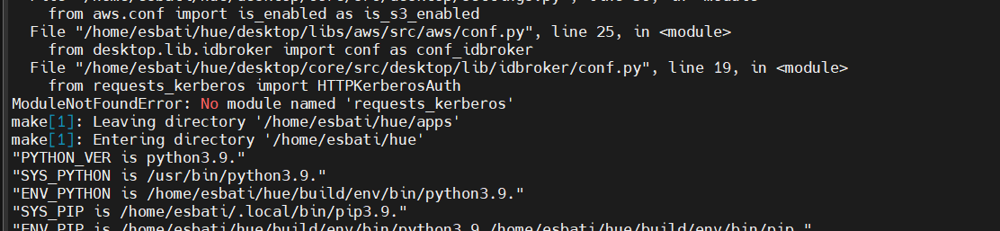 from aws.conf import is_enabled as is_s3_enabled
File "/home/esbati/hue/desktop/libs/aws/src/aws/conf.py", line 25, in <module>
from desktop.lib.idbroker import conf as conf_idbroker
File "/home/esbati/hue/desktop/core/src/desktop/lib/idbroker/conf.py", line 19, in <module>
from requests_kerberos import HTTPKerberosAuth
ModuleNotFoundError: No module named 'requests_kerberos'
make[1]: Leaving directory '/home/esbati/hue/apps'
make[1]: Entering directory '/home/esbati/hue'
"PYTHON_VER is python3.9."
"SYS_PYTHON is /usr/bin/python3.9."
"ENV_PYTHON is /home/esbati/hue/build/env/bin/python3.9."
"SYS_PIP is /home/esbati/.local/bin/pip3.9."
"ENV_PIP is /home/esbati/hue/build/env/bin/python3.9 /home/esbati/hue/build/env/bin/pip."